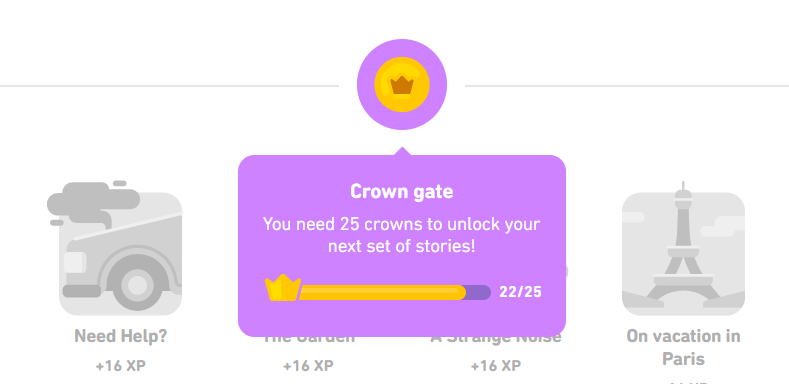 Crown gate
You need 25 crowns to unlock your
next set of stories!
22/25
Need Help?
The Garden
A Strange Noise
On vacation in
Paris
+16 XP
+16 XP
+16 XP